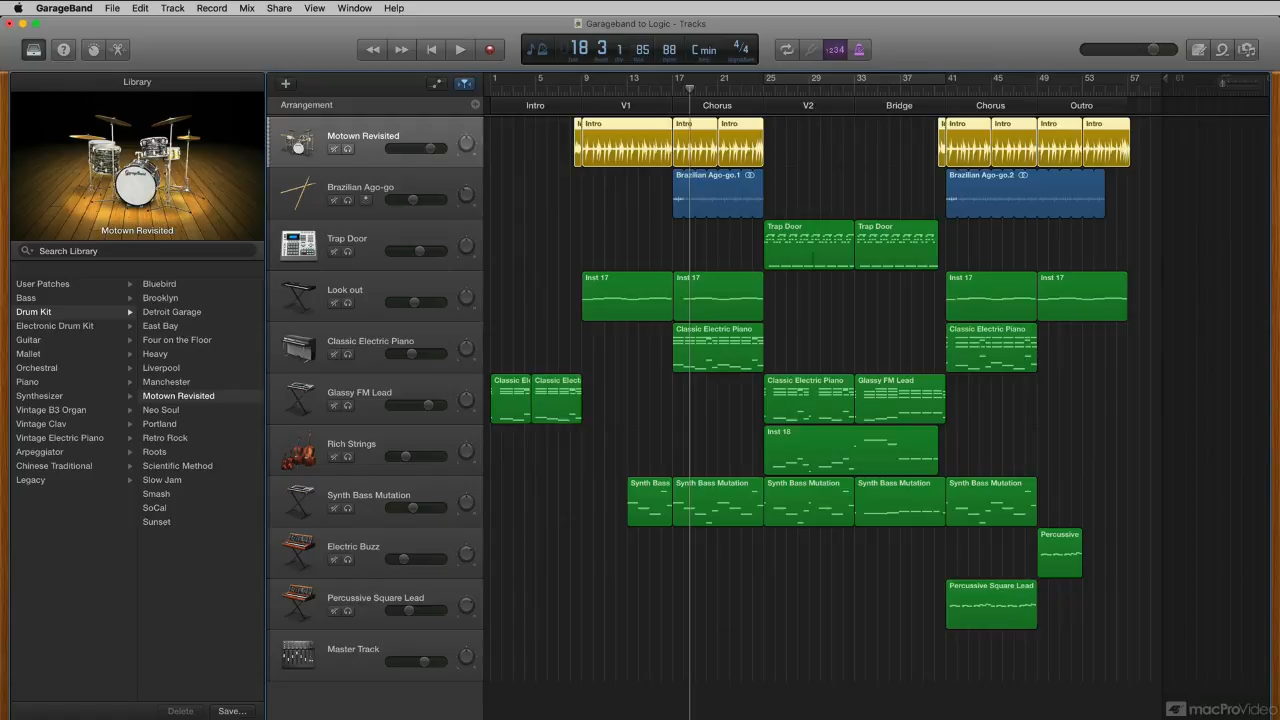 GarageBand File Edit Track Record Mix Share View Window Help
Garageband to Logic - Tracks
18 3 1 85 88 C min 4/4
1234
Library
Motown Revisited
Search Library
User Patches
Bass
Drum Kit
Electronic Drum Kit
Guitar
Mallet
Orchestral
Piano
Synthesizer
Vintage B3 Organ
Vintage Clav
Vintage Electric Piano
Arpeggiator
Chinese Traditional
Legacy
Bluebird
Brooklyn
Detroit Garage
East Bay
Four on the Floor
Heavy
Liverpool
Manchester
Motown Revisited
Neo Soul
Portland
Retro Rock
Roots
Scientific Method
Slow Jam
Smash
SoCal
Sunset
Delete Save...
1 5 9 13 17 21 25 29 33 37 41 45 49 53 57 61
Arrangement Intro V1 Chorus V2 Bridge Chorus Outro
Motown Revisited Intro Intro Intro Intro Intro Intro Intro
Brazilian Ago-go Brazilian Ago-go.1 Brazilian Ago-go.2
Trap Door Trap Door Trap Door
Look out Inst 17 Inst 17 Inst 17 Inst 17
Classic Electric Piano Classic Electric Piano Classic Electric Piano
Glassy FM Lead Classic El Classic Elect Classic Electric Piano Glassy FM Lead
Rich Strings Inst 18
Synth Bass Mutation Synth Bass Synth Bass Mutation Synth Bass Mutation Synth Bass Mutation Synth Bass Mutation
Electric Buzz Percussive
Percussive Square Lead Percussive Square Lead
Master Track
macProVideo